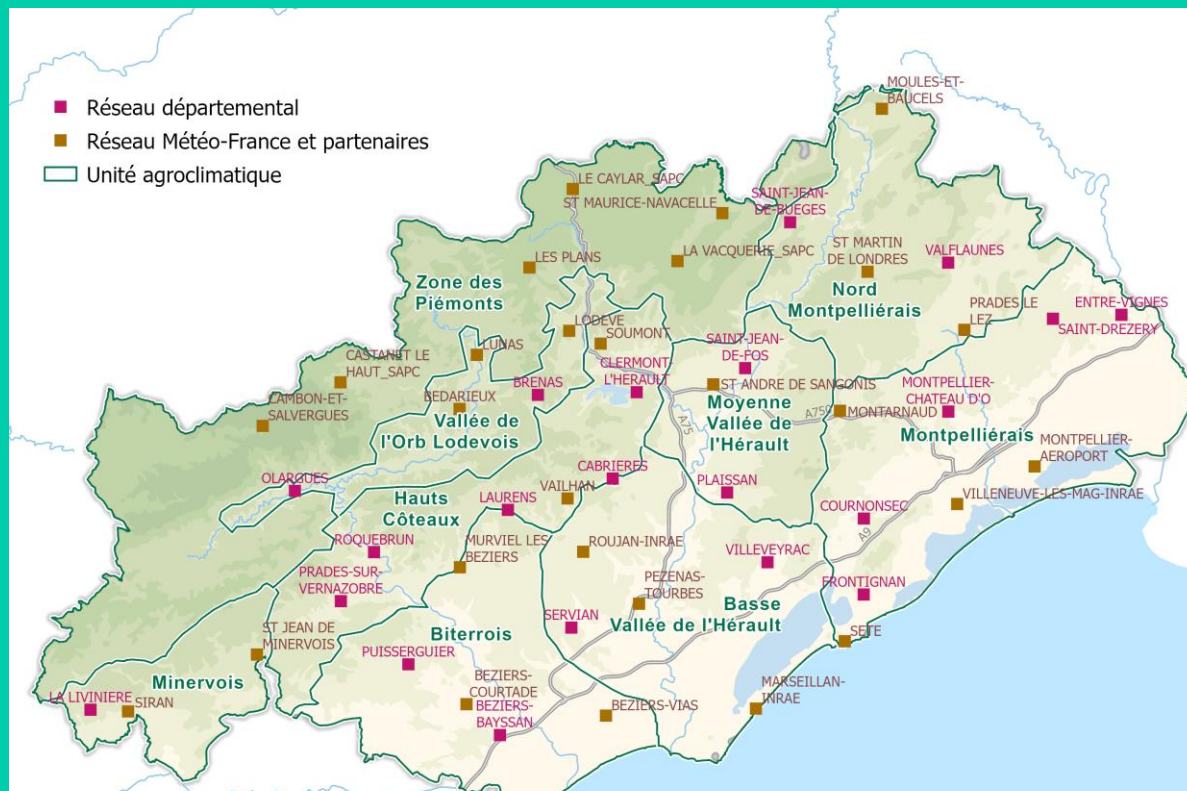 Réseau départemental
Réseau Météo-France et partenaires
Unité agroclimatique
MOULES-ET-
BAUCELS
LE CAYLAR_SAPC
ST MAURICE-NAVACELLE
SAINT-JEAN-
DE-BUEGES
ST MARTIN
DE LONDRES
VALFLAUNES
LES PLANS
LA VACQUERIE_SAPC
Zone des
Piémonts
Nord
Montpelliérais
PRADES LE
LEZ
ENTRE-VIGNES
SAINT-DREZERY
LODEVE
SOUMONT
LUNAS
SAINT-JEAN-
DE-FOS
CASTANET LE
HAUT_SAPC
CLERMONT
L'HERAULT
BRENAS
ST ANDRE DE SANGONIS
MONTPELLIER-
CHATEAU D'O
CAMBON-ET-
SALVERGUES
BEDARIEUX
Vallée de
l'Orb Lodevois
Moyenne
Vallée de
l'Hérault
A750
MONTARNAUD
A75
Montpelliérais
MONTPELLIER-
AEROPORT
OLARGUES
CABRIERES
VAILHAN
PLAISSAN
Hauts
Côteaux
LAURENS
COURNONSEC
VILLENEUVE-LES-MAG-INRAE
A9
ROQUEBRUN
MURVIEL LES
BEZIERS
ROUJAN-INRAE
VILLEVEYRAC
PRADES-SUR-
VERNAZOBRE
PEZENAS-
TOURBES
FRONTIGNAN
Basse
Vallée de l'Hérault
SERVIAN
Biterrois
SETE
ST JEAN DE
MINERVOIS
PUISSERGUIER
Minervois
BEZIERS-
COURTADE
BEZIERS-
BAYSSAN
MARSEILLAN-
INRAE
LA LIVINIERE
SIRAN
BEZIERS-VIAS